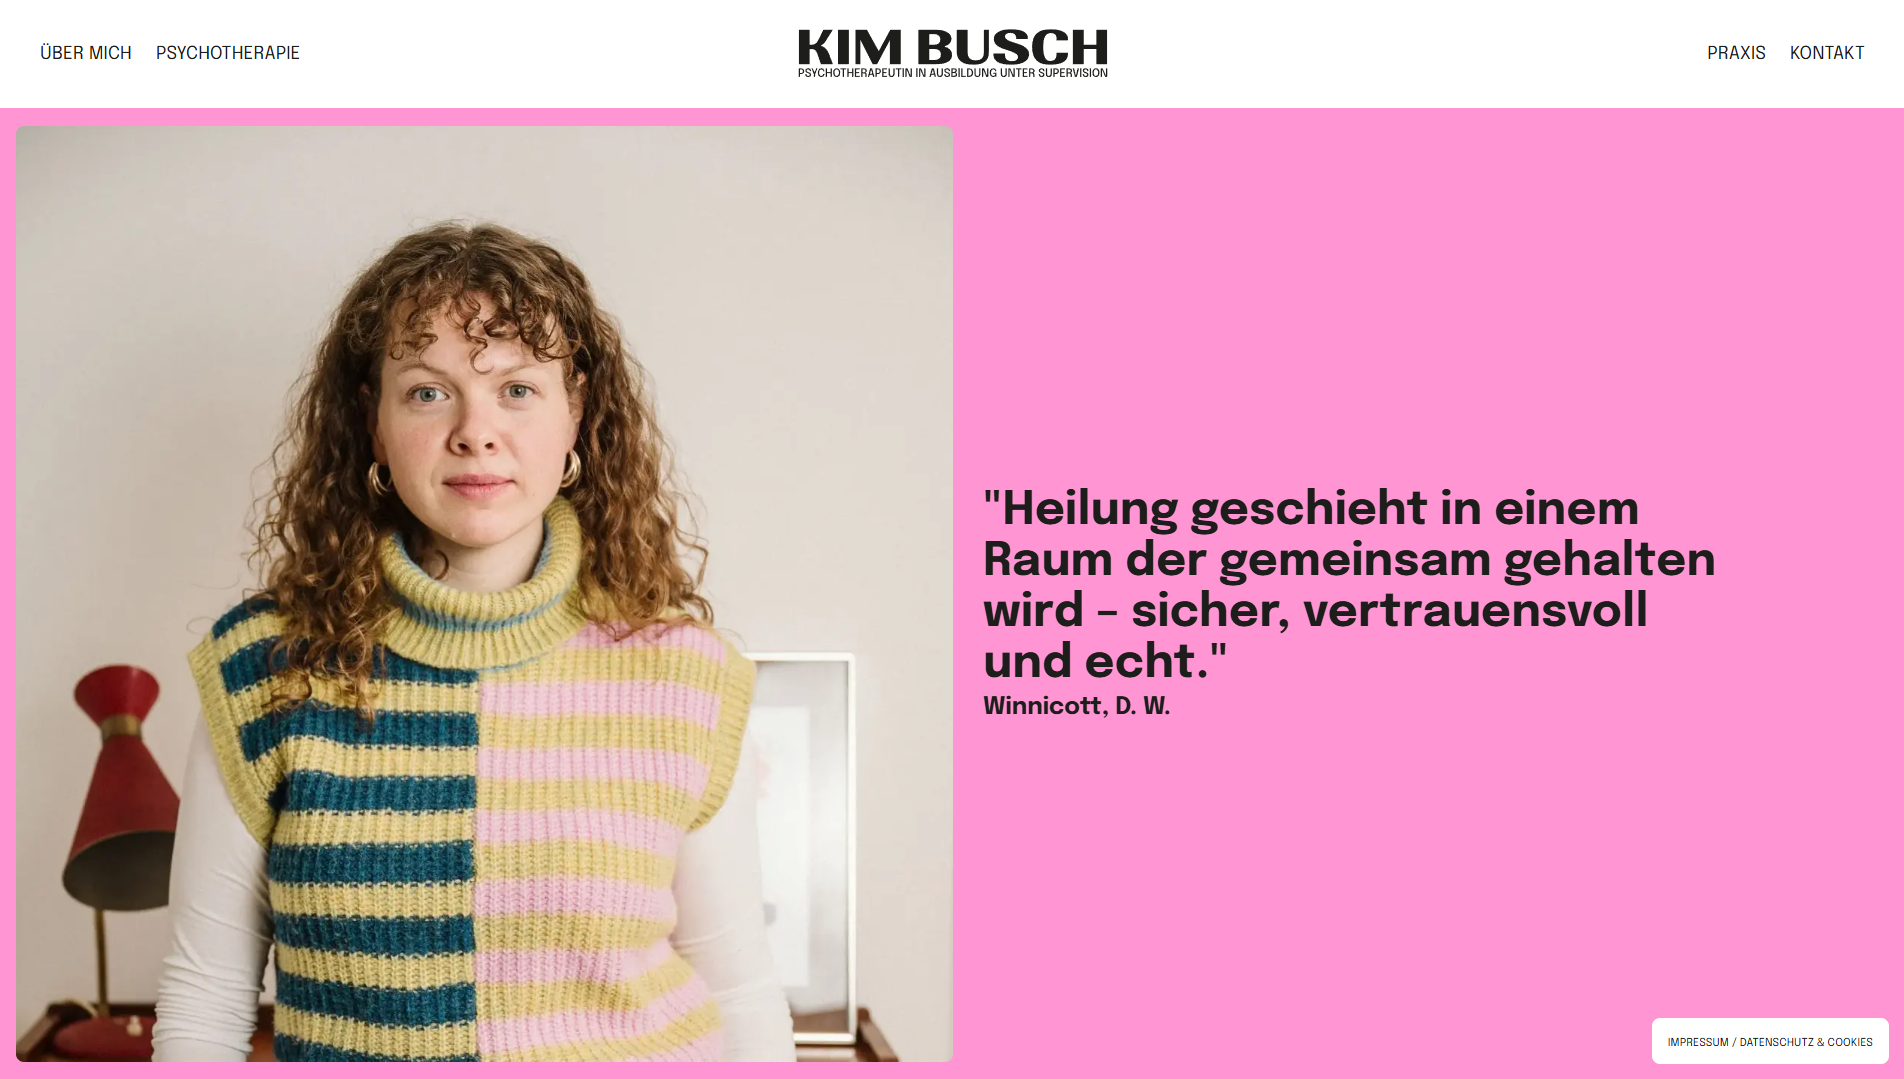 ÜBER MICH
PSYCHOTHERAPIE
KIM BUSCH
PSYCHOTHERAPEUTIN IN AUSBILDUNG UNTER SUPERVISION
PRAXIS
KONTAKT
"Heilung geschieht in einem
Raum der gemeinsam gehalten
wird – sicher, vertrauensvoll
und echt."
Winnicott, D. W.
IMPRESSUM / DATENSCHUTZ & COOKIES